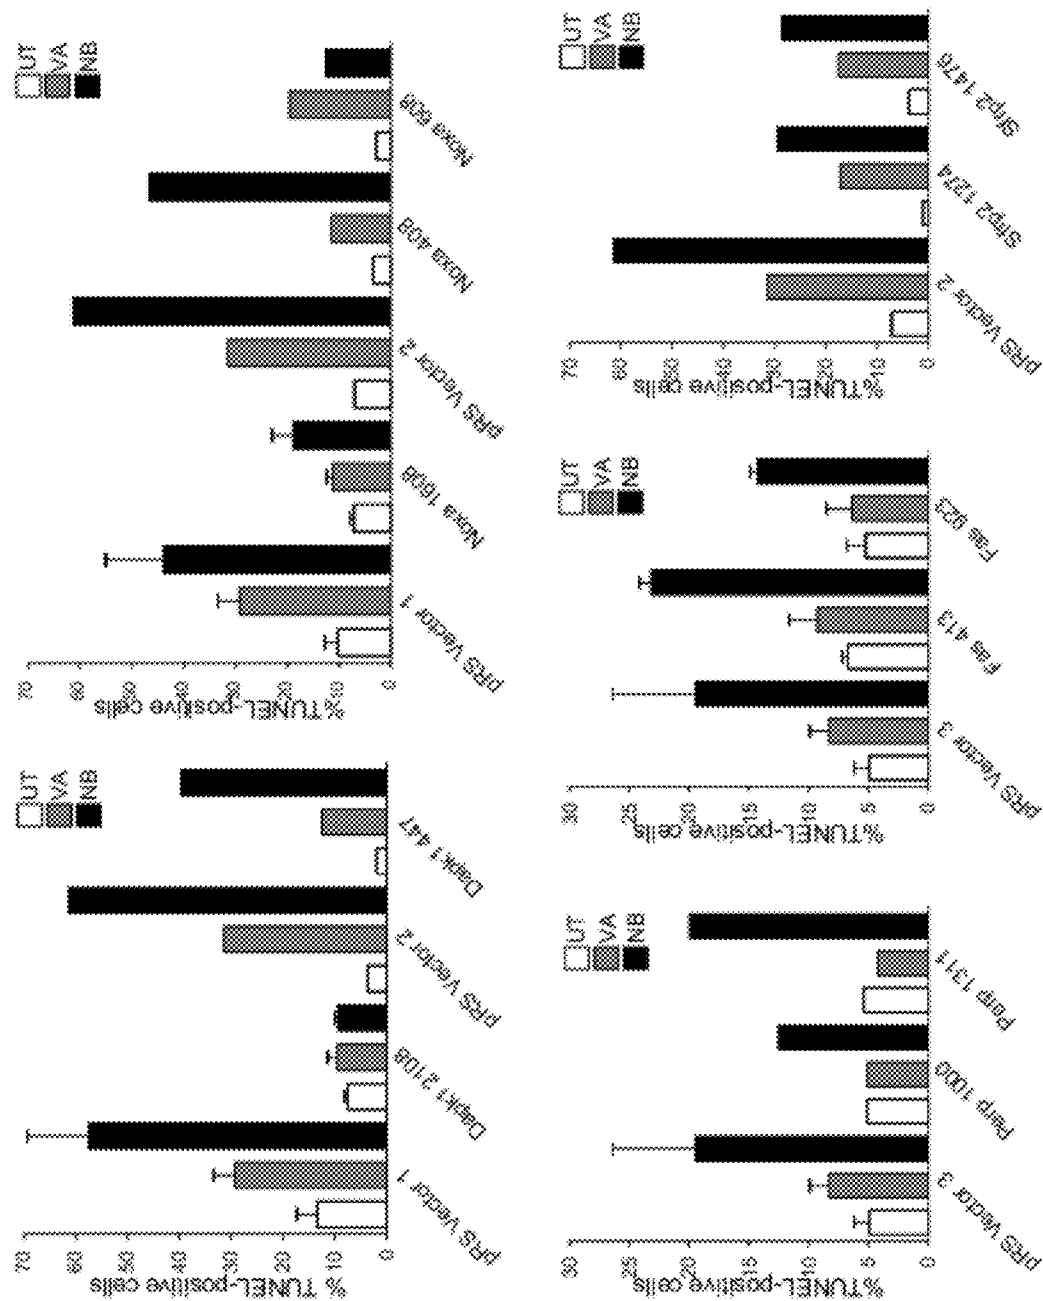 %TUNEL-positive cells
70
60
50
40
30
20
10
0
UT
VA
NB
pRS Vector 1
Dapk1 2108
pRS Vector 2
Dapk1 447
%TUNEL-positive cells
70
60
50
40
30
20
10
0
UT
VA
NB
pRS Vector 1
Noxa 1608
pRS Vector 2
Noxa 408
Noxa 608
%TUNEL-positive cells
30
25
20
15
10
5
0
UT
VA
NB
pRS Vector 3
Perp 1000
Perp 1311
%TUNEL-positive cells
30
25
20
15
10
5
0
UT
VA
NB
pRS Vector 3
Fas 413
Fas 923
%TUNEL-positive cells
70
60
50
40
30
20
10
0
UT
VA
NB
pRS Vector 2
Sfrp2 1274
Sfrp2 1476